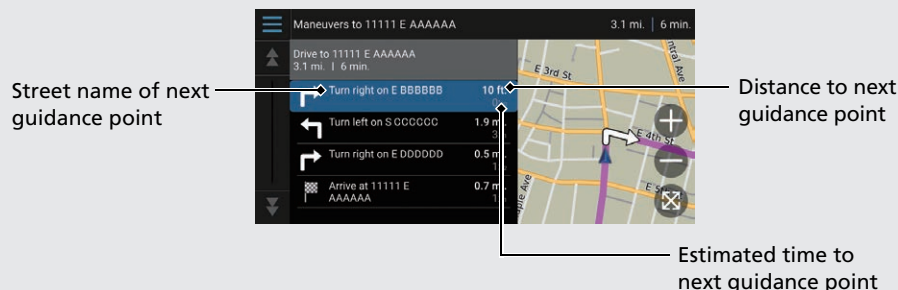 Maneuvers to 11111 E AAAAAA
3.1 mi. | 6 min.
Drive to 11111 E AAAAAA
3.1 mi. | 6 min.
Street name of next
guidance point
Turn right on E BBBBBB
10 ft
Turn left on S CCCCCC
1.9 m
Turn right on E DDDDDD
0.5 m
Arrive at 11111 E
AAAAAA
0.7 m
E 3rd St
ntral Ave
E 4th St
Distance to next
guidance point
Estimated time to
next guidance point